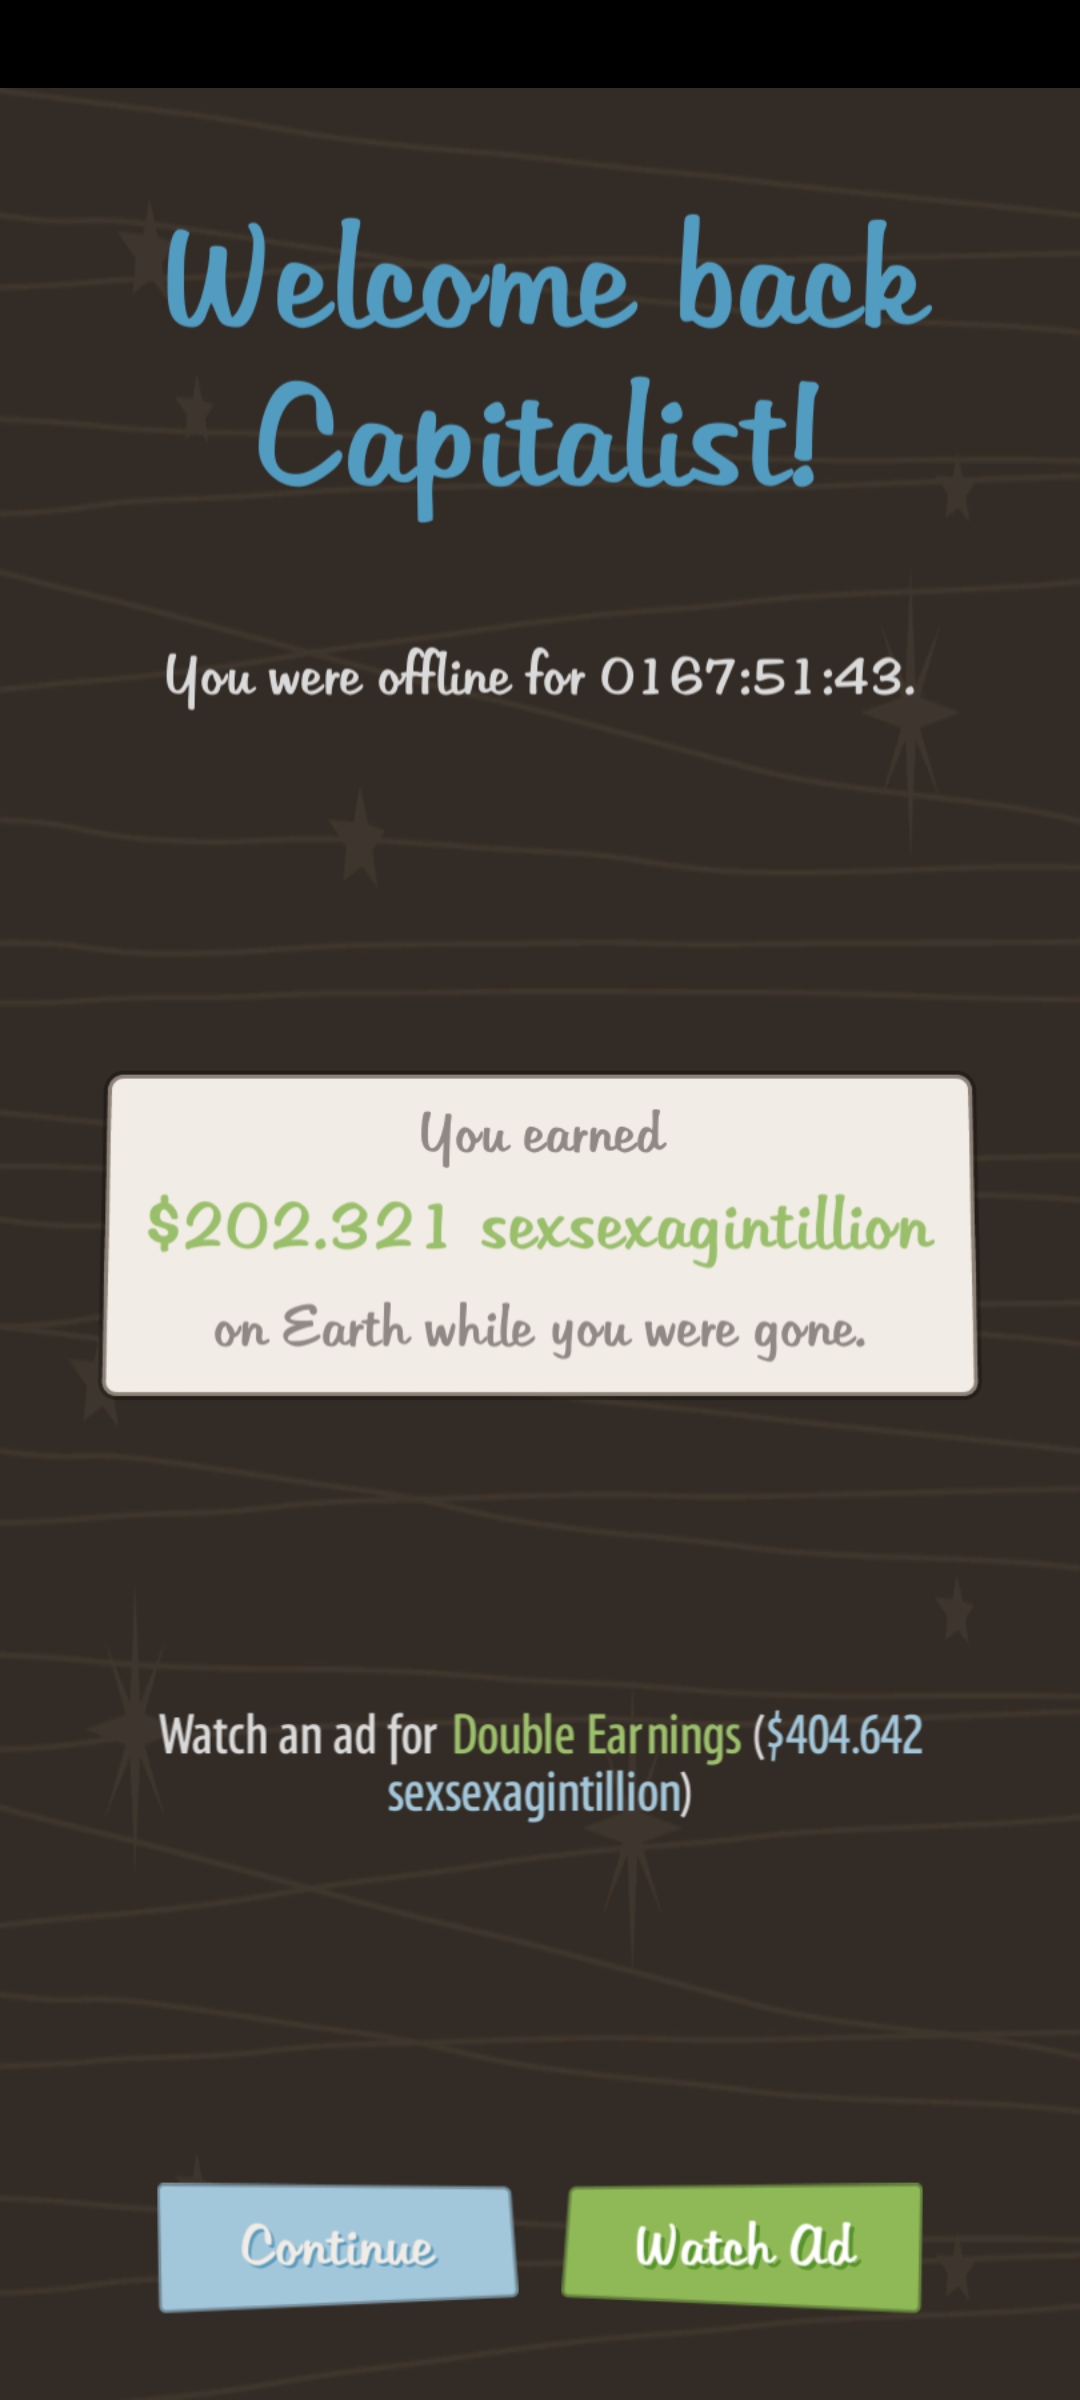 Welcome back
Capitalist!
You were offline for 0167:51:43.
You earned
$202.321 sexsexagintillion
on Earth while you were gone.
Watch an ad for Double Earnings ($404.642
sexsexagintillion)
Continue
Watch Ad